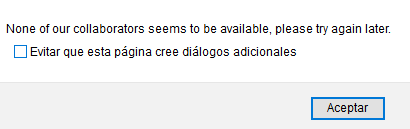 None of our collaborators seems to be available, please try again later.
Evitar que esta página cree diálogos adicionales
Aceptar